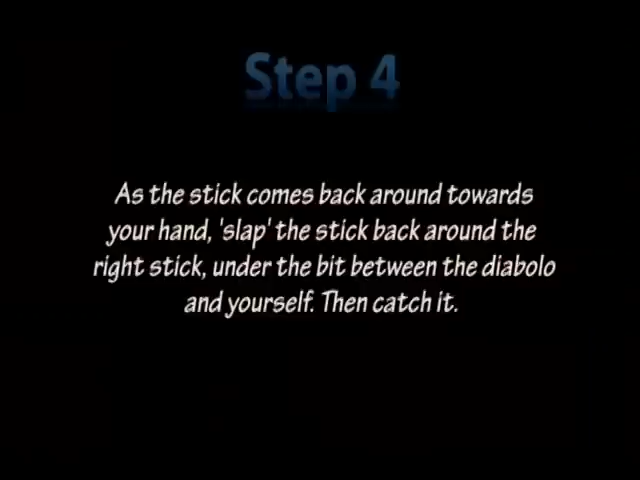 Step 4
As the stick comes back around towards
your hand, 'slap' the stick back around the
right stick, under the bit between the diabolo
and yourself. Then catch it.